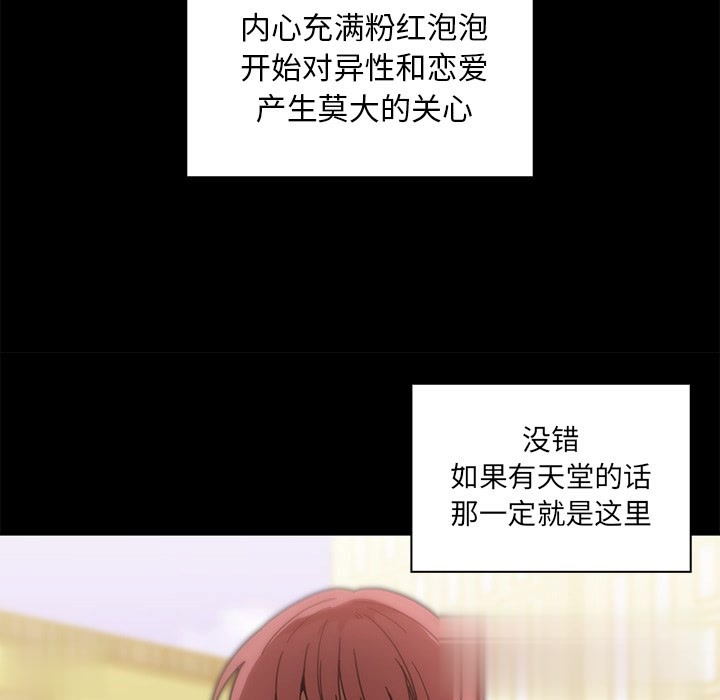 内心充满粉红泡泡
开始对异性和恋爱
产生莫大的关心
没错
如果有天堂的话
那一定就是这里